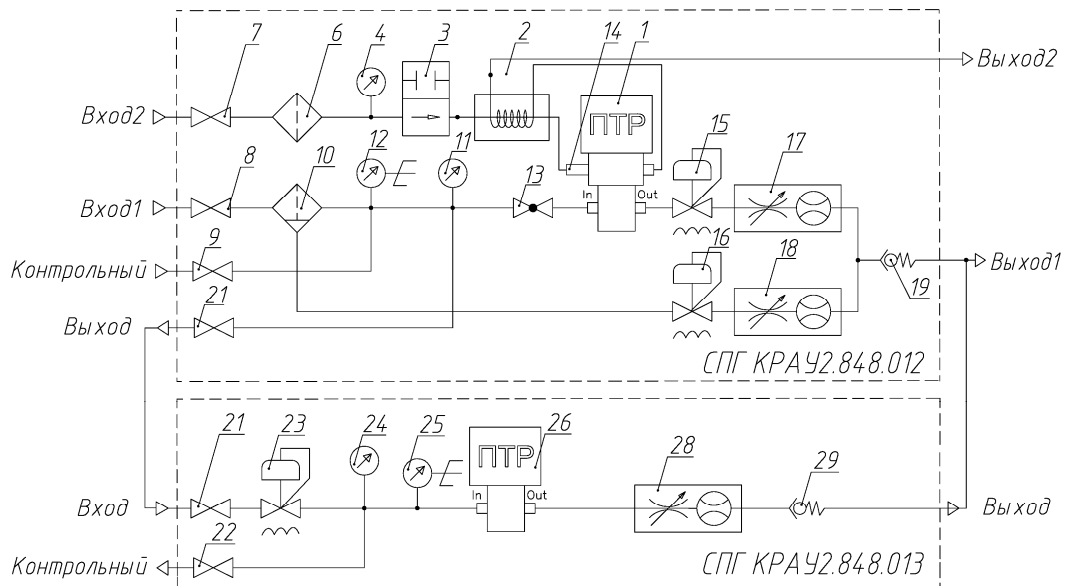 7 6 4 3 2 14 1
Выход2
Вход2
ПТР
15 17
12 11
8 10 13
In Out
Вход1
9
16 18
Контрольный
Выход1
19
21
Выход
СПГ КРАУ2.848.012
21 23 24 25 26 28 29
ПТР
In Out
Вход
Выход
22
Контрольный
СПГ КРАУ2.848.013